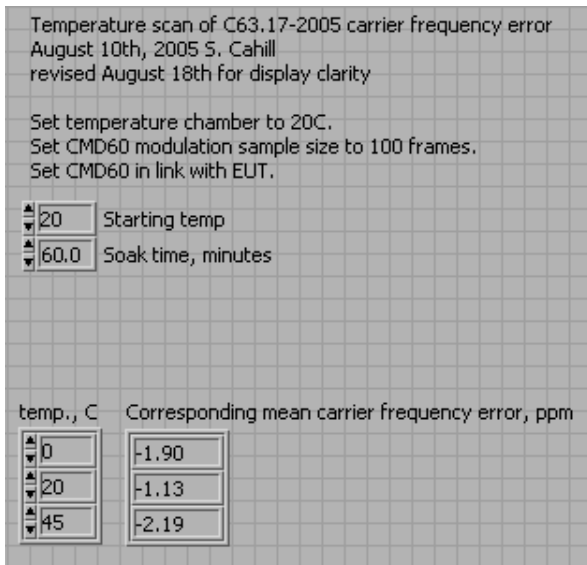 Temperature scan of C63.17-2005 carrier frequency error
August 10th, 2005 S. Cahill
revised August 18th for display clarity
Set temperature chamber to 20C.
Set CMD60 modulation sample size to 100 frames.
Set CMD60 in link with EUT.
20 Starting temp
60.0 Soak time, minutes
temp., C Corresponding mean carrier frequency error, ppm
0 -1.90
20 -1.13
45 -2.19